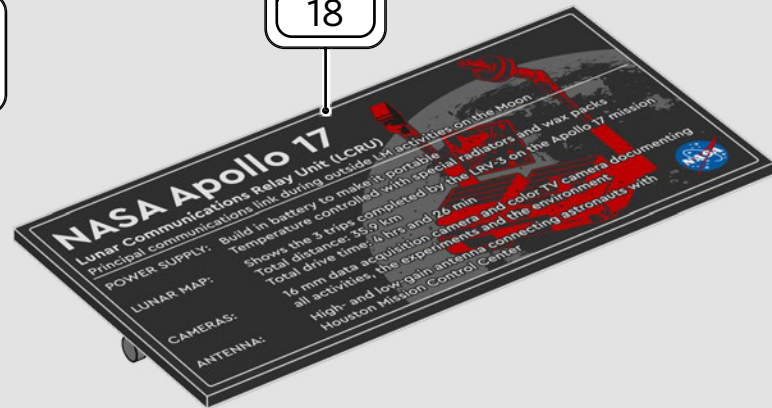 18
NASA Apollo 17
Lunar Communications Relay Unit (LCRU)
Principal communications link during outside LM activities on the Moon
POWER SUPPLY: Build in battery to make it portable
Temperature controlled with special radiators and wax packs
LUNAR MAP: Shows the 3 trips completed by the LRV-3 on the Apollo 17 mission
Total distance: 35.9 km
Total drive time: 4 hrs and 26 min
CAMERAS: 16 mm data acquisition camera and color TV camera documenting
all activities, the experiments and the environment
ANTENNA: High- and low-gain antenna connecting astronauts with
Houston Mission Control Center
NASA